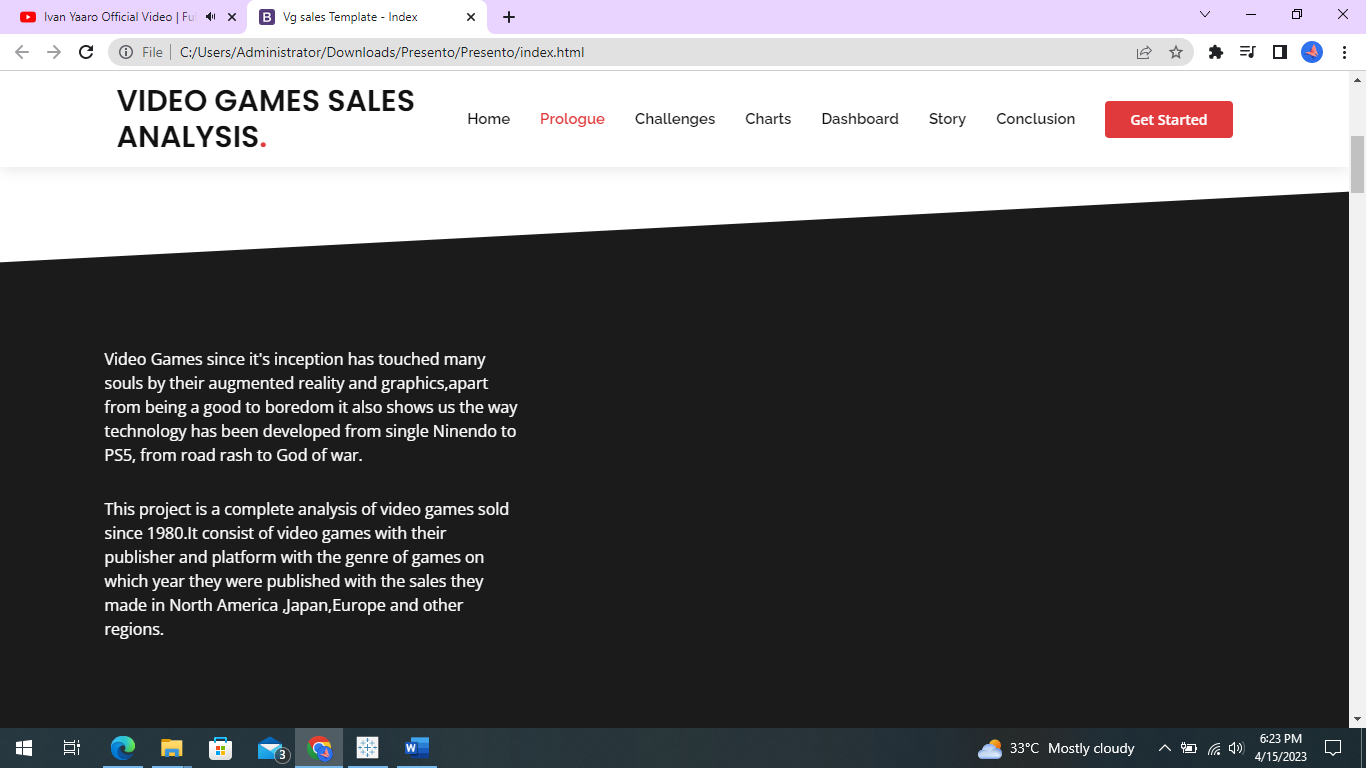 Ivan Yaaro Official Video | Ful
Vg sales Template - Index
File
C:/Users/Administrator/Downloads/Presento/Presento/index.html
VIDEO GAMES SALES
ANALYSIS.
Home
Prologue
Challenges
Charts
Dashboard
Story
Conclusion
Get Started
Video Games since it's inception has touched many
souls by their augmented reality and graphics,apart
from being a good to boredom it also shows us the way
technology has been developed from single Ninendo to
PS5, from road rash to God of war.
This project is a complete analysis of video games sold
since 1980.It consist of video games with their
publisher and platform with the genre of games on
which year they were published with the sales they
made in North America ,Japan,Europe and other
regions.
3
33°C Mostly cloudy
6:23 PM
4/15/2023